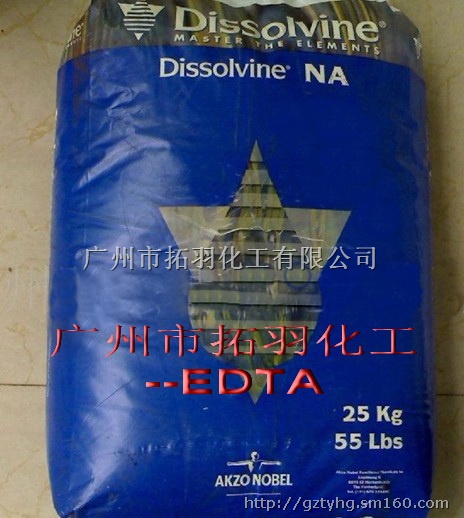 Dissolvine®
MASTER THE ELEMENTS
Dissolvine® NA
广州市拓羽化工有限公司
广州市拓羽化工
--EDTA
25 Kg
55 Lbs
AKZO NOBEL
http://gztyhg.sm160.com